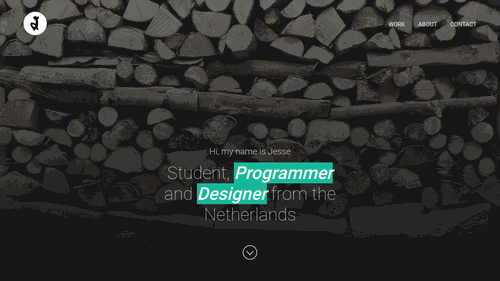 WORK ABOUT CONTACT
Hi, my name is Jesse
Student, Programmer
and Designer from the
Netherlands